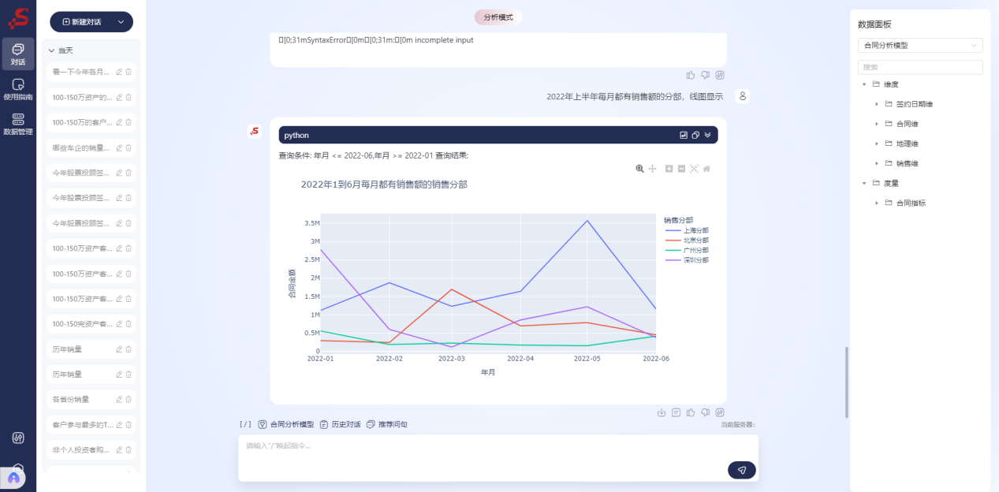 新建对话
当天
看一下今年各月...
100-150万资产的...
100-150万的客户...
哪些车企的销量...
今年股票投顾签...
今年股票投顾签...
今年股票投顾签...
100-150万资产客...
100-150万资产客...
100-150万资产客...
100-150完资产客...
历年销量
历年销量
各省份销量
客户参与最多的T...
非个人投资者购...
对话
使用指南
数据管理
分析模式
[0;31mSyntaxError[0m[0;31m:[0m incomplete input
2022年上半年每月都有销售额的分部，线图显示
python
查询条件: 年月 <= 2022-06,年月 >= 2022-01 查询结果:
2022年1到6月每月都有销售额的销售分部
3.5M
3M
2.5M
2M
1.5M
1M
0.5M
0
合同金额
2022-01 2022-02 2022-03 2022-04 2022-05 2022-06
年月
销售分部
上海分部
北京分部
广州分部
深圳分部
[/] 合同分析模型 历史对话 推荐问句
当前服务器:
请输入"/"唤起指令...
数据面板
合同分析模型
搜索
维度
签约日期维
合同维
地理维
销售维
度量
合同指标